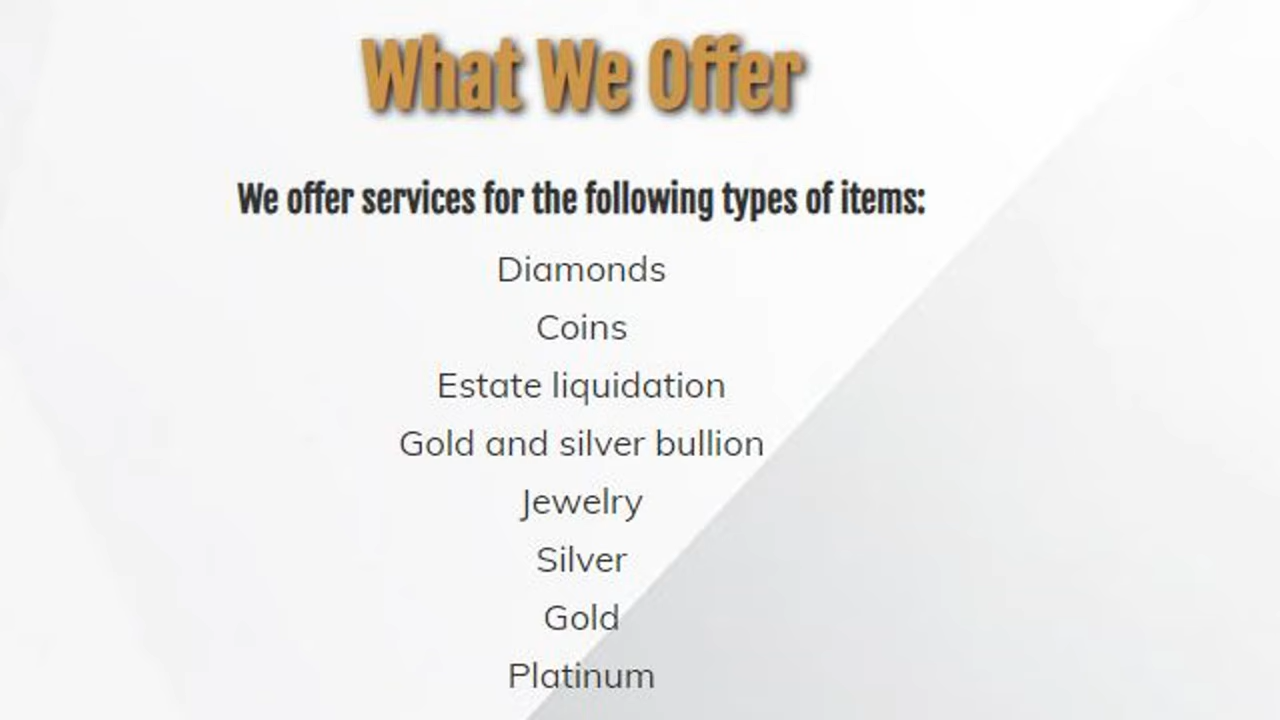 What We Offer
We offer services for the following types of items:
Diamonds
Coins
Estate liquidation
Gold and silver bullion
Jewelry
Silver
Gold
Platinum